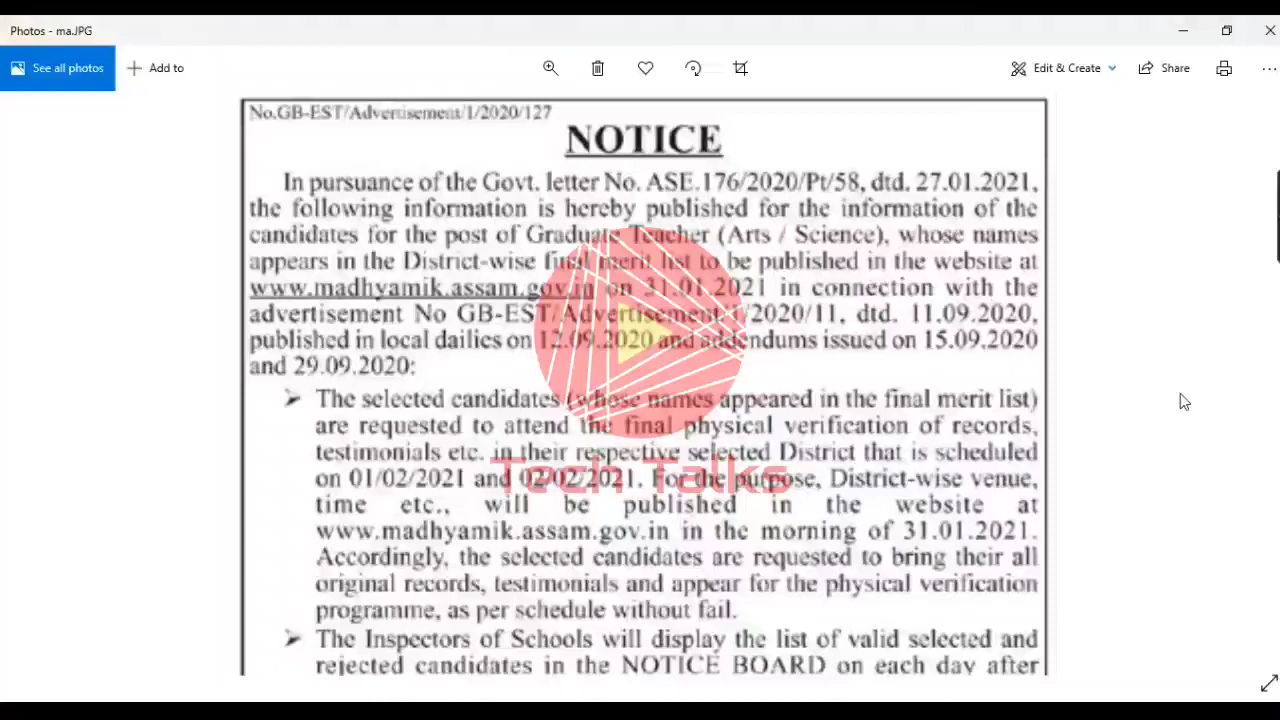 Photos - ma.JPG
See all photos
Add to
Edit & Create
Share
No.GB-EST/Advertisement/1/2020/127
NOTICE
In pursuance of the Govt. letter No. ASE.176/2020/Pt/58, dtd. 27.01.2021,
the following information is hereby published for the information of the
candidates for the post of Graduate Teacher (Arts / Science), whose names
appears in the District-wise final merit list to be published in the website at
www.madhyamik.assam.gov.in on 31.01.2021 in connection with the
advertisement No GB-EST/Advertisement/1/2020/11, dtd. 11.09.2020,
published in local dailies on 12.09.2020 and addendums issued on 15.09.2020
and 29.09.2020:
➤ The selected candidates (whose names appeared in the final merit list)
are requested to attend the final physical verification of records,
testimonials etc. in their respective selected District that is scheduled
on 01/02/2021 and 02/02/2021. For the purpose, District-wise venue,
time etc., will be published in the website at
www.madhyamik.assam.gov.in in the morning of 31.01.2021.
Accordingly, the selected candidates are requested to bring their all
original records, testimonials and appear for the physical verification
programme, as per schedule without fail.
➤ The Inspectors of Schools will display the list of valid selected and
rejected candidates in the NOTICE BOARD on each day after
Tech Talks